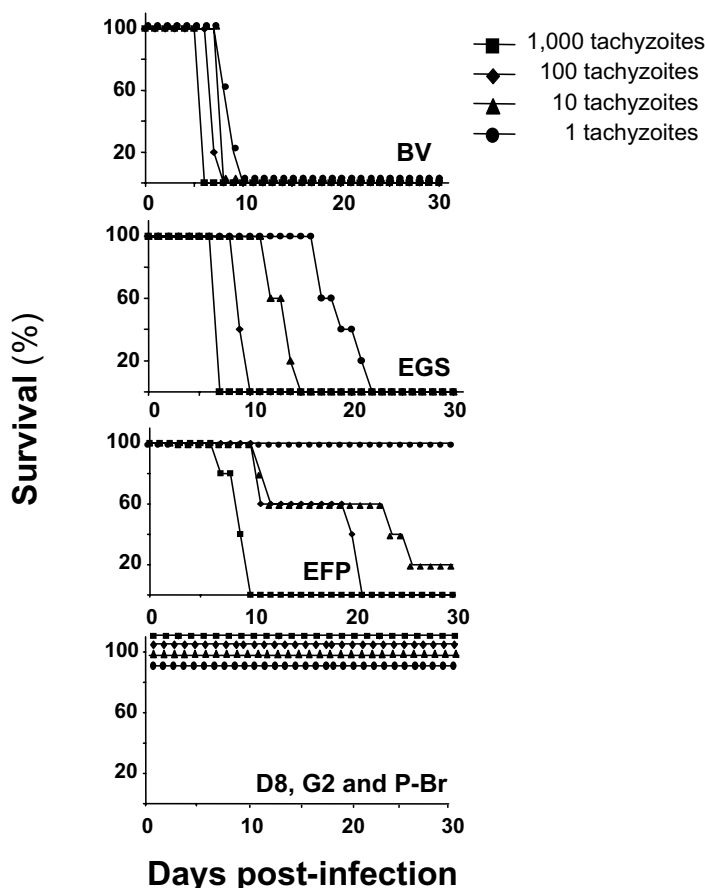 100
60
20
0 10 20 30
BV
1,000 tachyzoites
100 tachyzoites
10 tachyzoites
1 tachyzoites
100
60
20
0 10 20 30
EGS
100
60
20
0 10 20 30
EFP
100
60
20
0 10 20 30
D8, G2 and P-Br
Survival (%)
Days post-infection